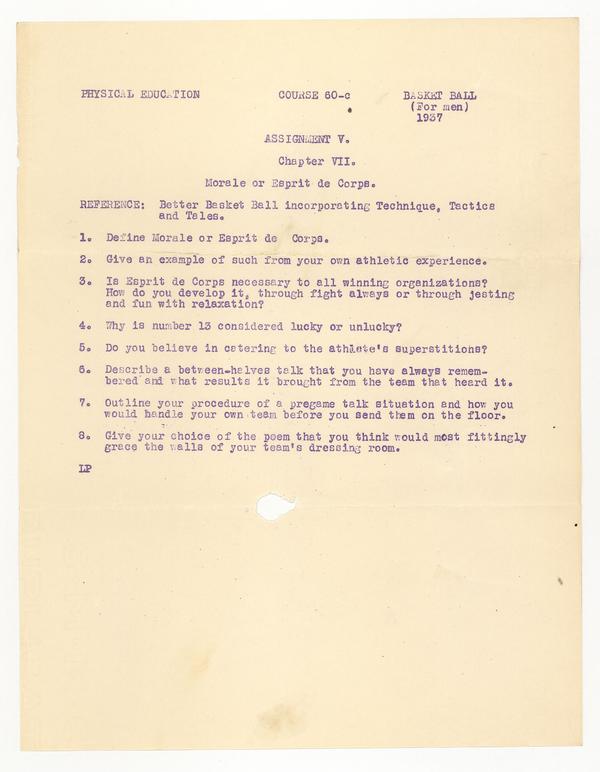 PHYSICAL EDUCATION COURSE 60-c BASKET BALL
(For men)
1937
ASSIGNMENT V.
Chapter VII.
Morale or Esprit de Corps.
REFERENCE: Better Basket Ball incorporating Technique, Tactics
and Tales.
1. Define Morale or Esprit de Corps.
2. Give an example of such from your own athletic experience.
3. Is Esprit de Corps necessary to all winning organizations?
How do you develop it, through fight always or through jesting
and fun with relaxation?
4. Why is number 13 considered lucky or unlucky?
5. Do you believe in catering to the athlete's superstitions?
6. Describe a between-halves talk that you have always remem-
bered and what results it brought from the team that heard it.
7. Outline your procedure of a pregame talk situation and how you
would handle your own team before you send them on the floor.
8. Give your choice of the poem that you think would most fittingly
grace the walls of your team's dressing room.
LP